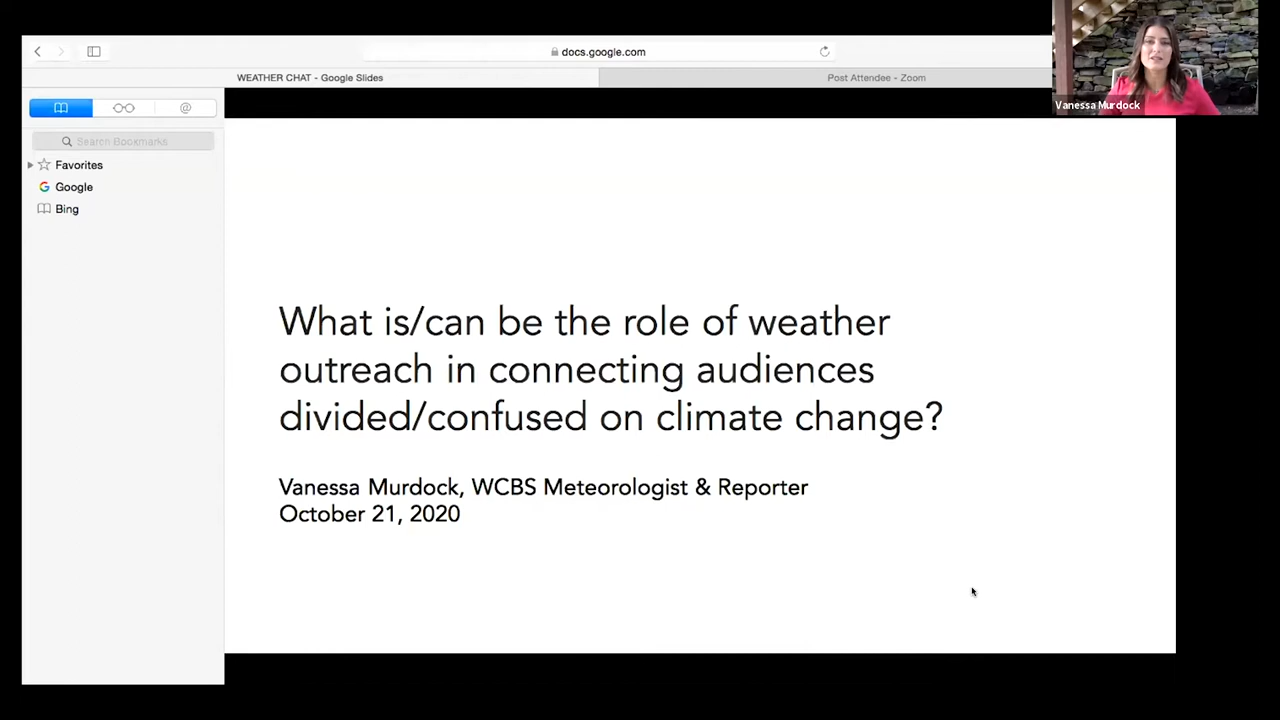 docs.google.com
WEATHER CHAT - Google Slides
Post Attendee - Zoom
Vanessa Murdock
@
Search Bookmarks
Favorites
Google
Bing
What is/can be the role of weather
outreach in connecting audiences
divided/confused on climate change?
Vanessa Murdock, WCBS Meteorologist & Reporter
October 21, 2020